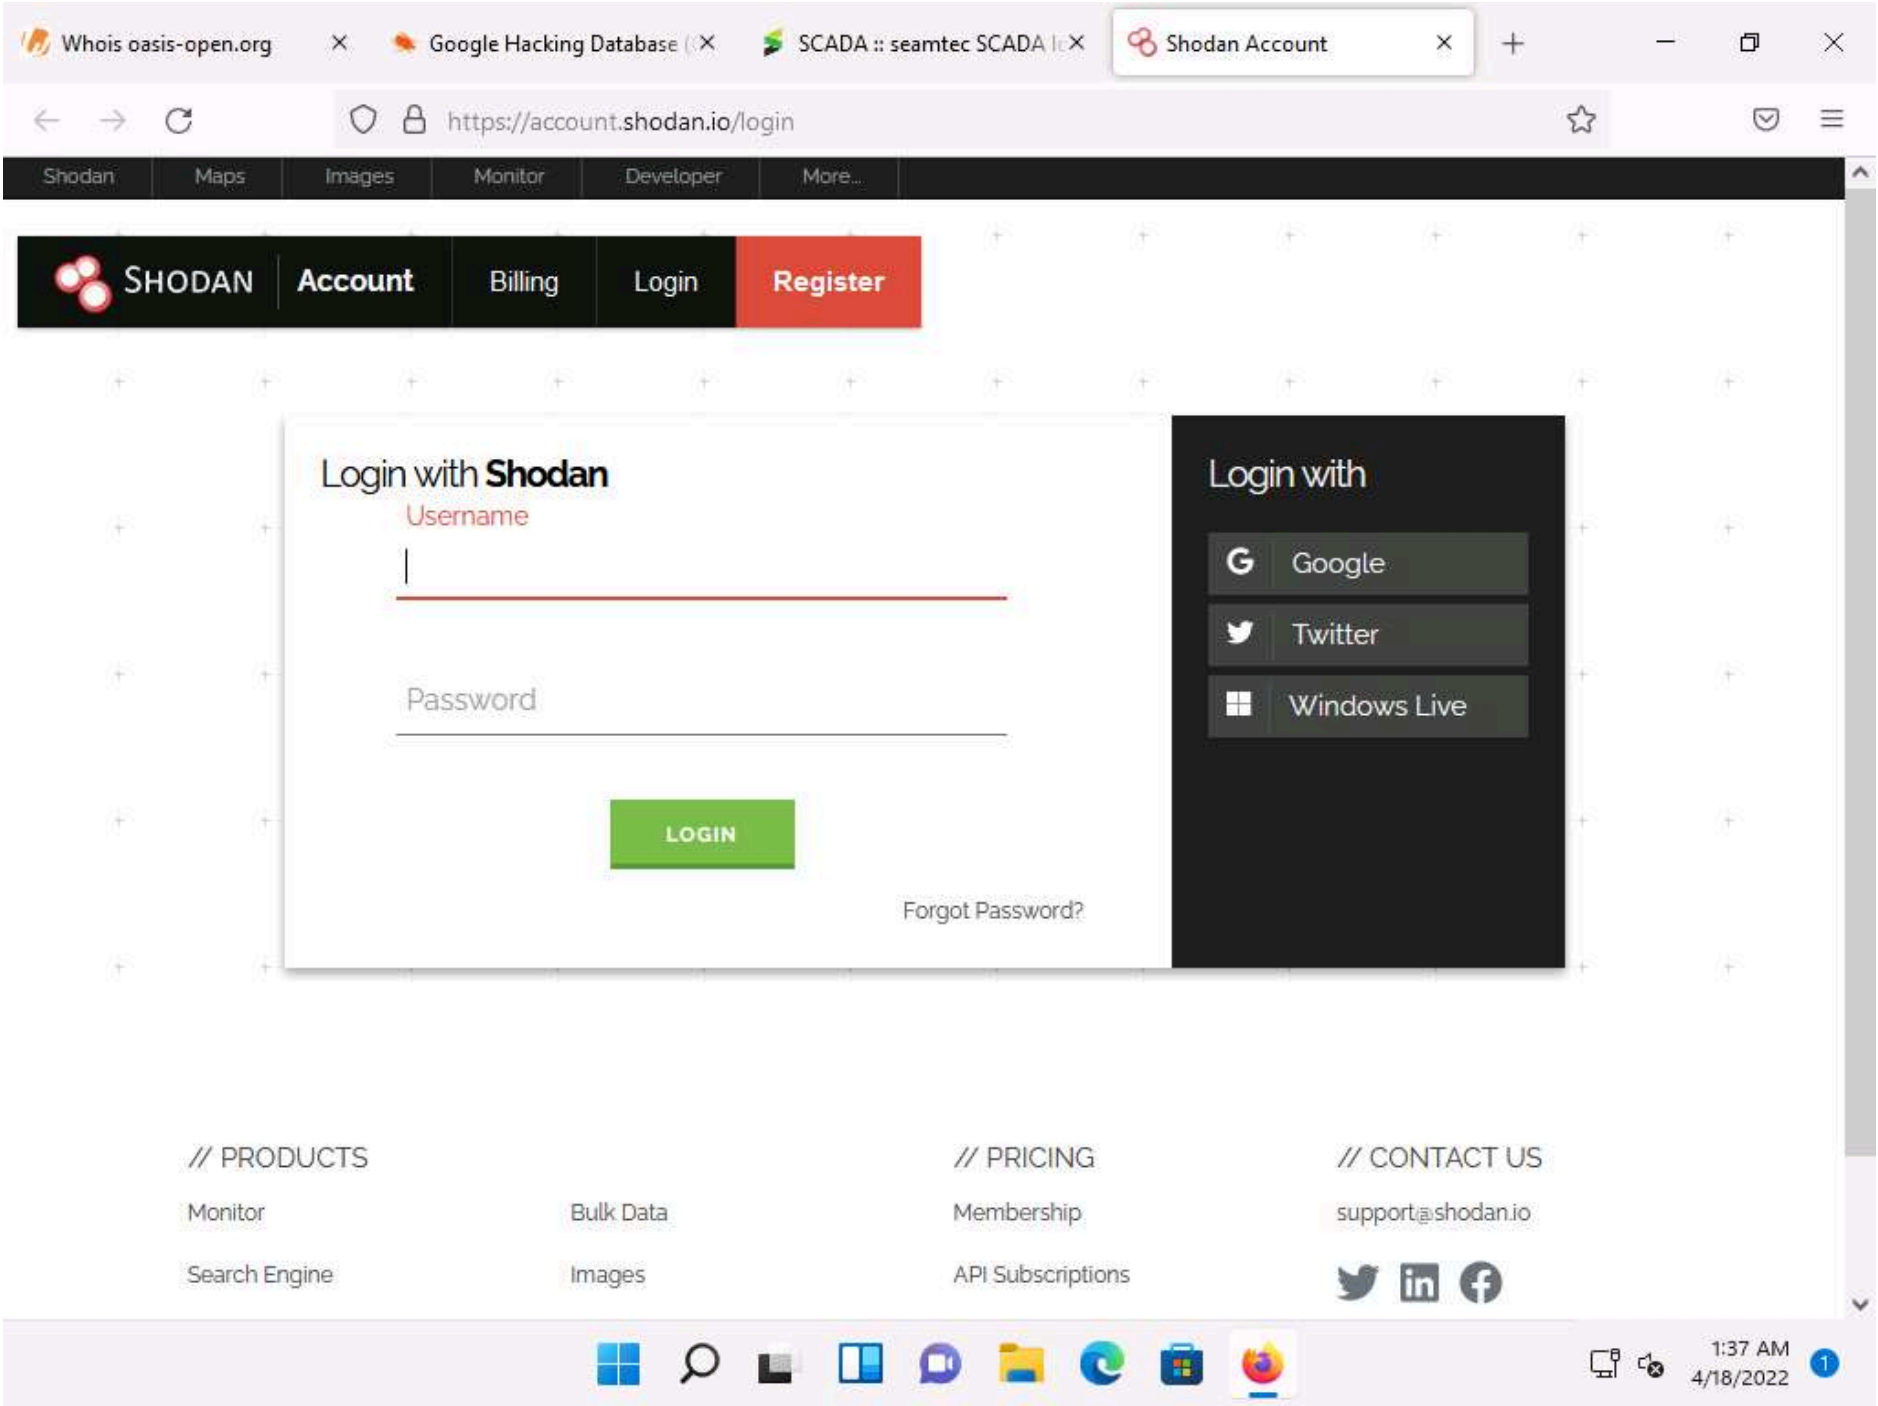 Whois oasis-open.org
Google Hacking Database (
SCADA :: seamtec SCADA
Shodan Account
https://account.shodan.io/login
Shodan Maps Images Monitor Developer More...
SHODAN Account Billing Login Register
Login with Shodan
Username
Password
LOGIN
Forgot Password?
Login with
Google
Twitter
Windows Live
// PRODUCTS
Monitor
Bulk Data
Search Engine
Images
// PRICING
Membership
API Subscriptions
// CONTACT US
support@shodan.io
1:37 AM
4/18/2022
1